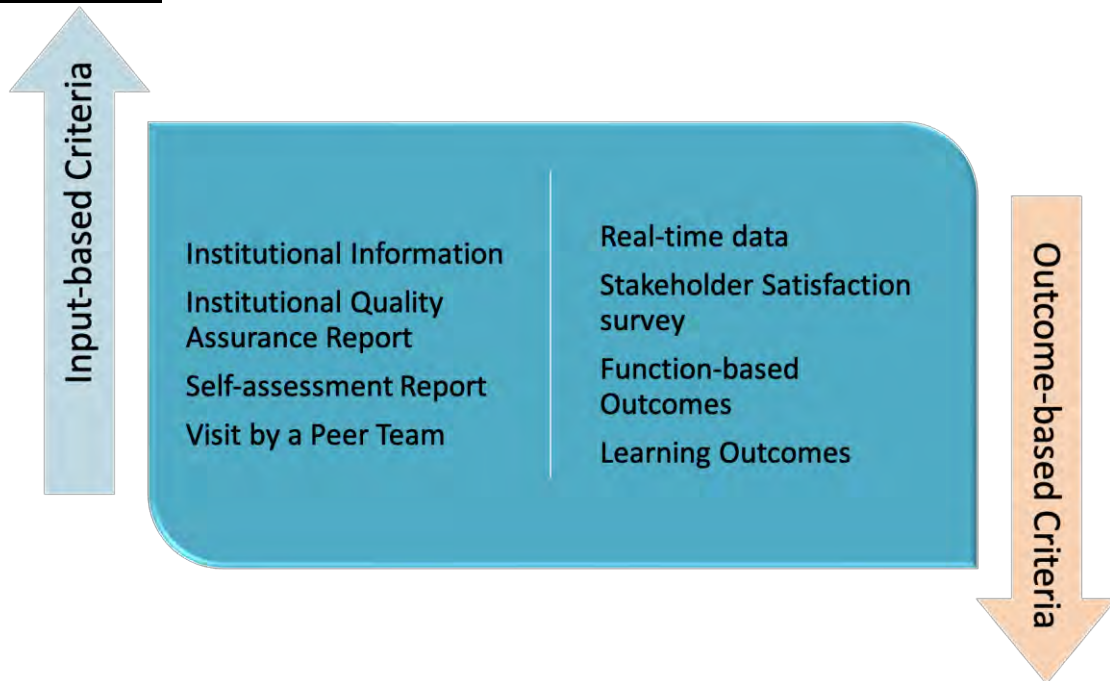 Input-based Criteria
Institutional Information
Institutional Quality
Assurance Report
Self-assessment Report
Visit by a Peer Team
Real-time data
Stakeholder Satisfaction
survey
Function-based
Outcomes
Learning Outcomes
Outcome-based Criteria